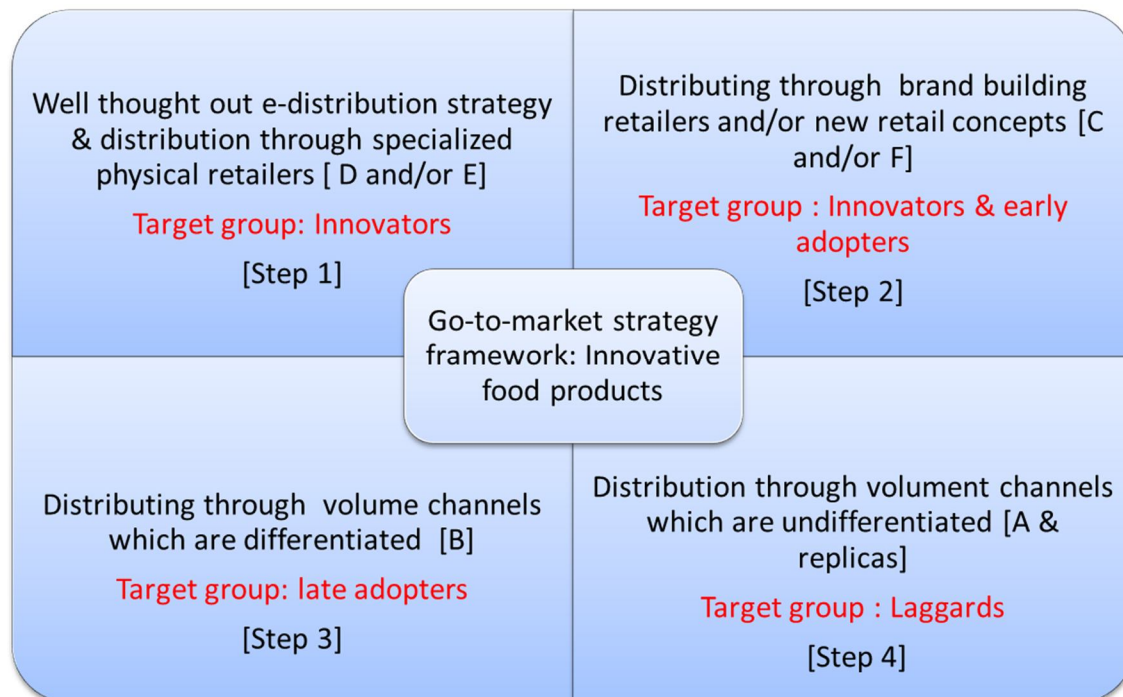 Well thought out e-distribution strategy
& distribution through specialized
physical retailers [ D and/or E]
Target group: Innovators
[Step 1]
Distributing through  brand building
retailers and/or new retail concepts [C
and/or F]
Target group : Innovators & early
adopters
[Step 2]
Go-to-market strategy
framework: Innovative
food products
Distributing through  volume channels
which are differentiated  [B]
Target group: late adopters
[Step 3]
Distribution through volument channels
which are undifferentiated [A &
replicas]
Target group : Laggards
[Step 4]